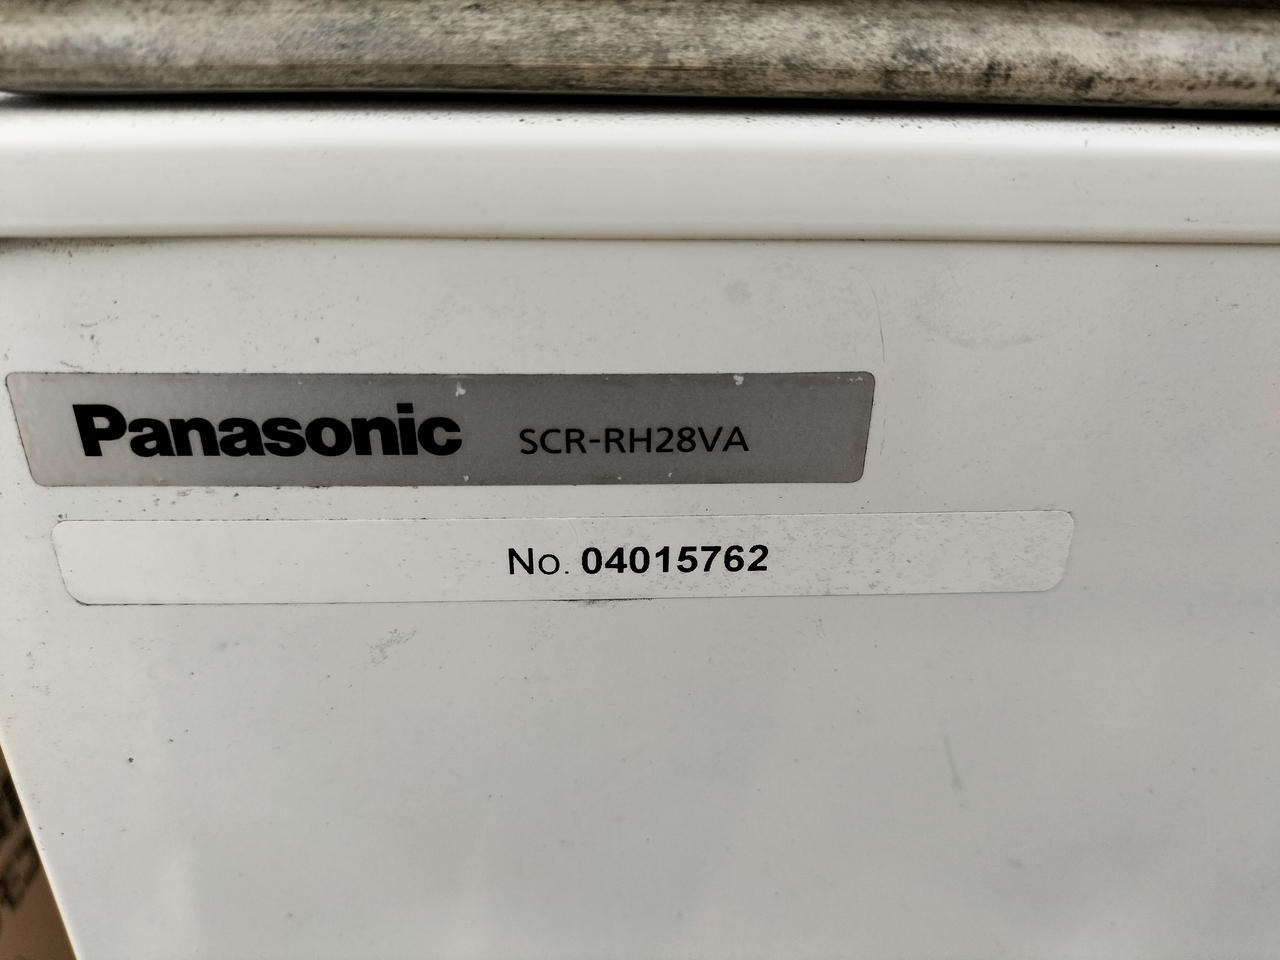 Panasonic SCR-RH28VA
No. 04015762